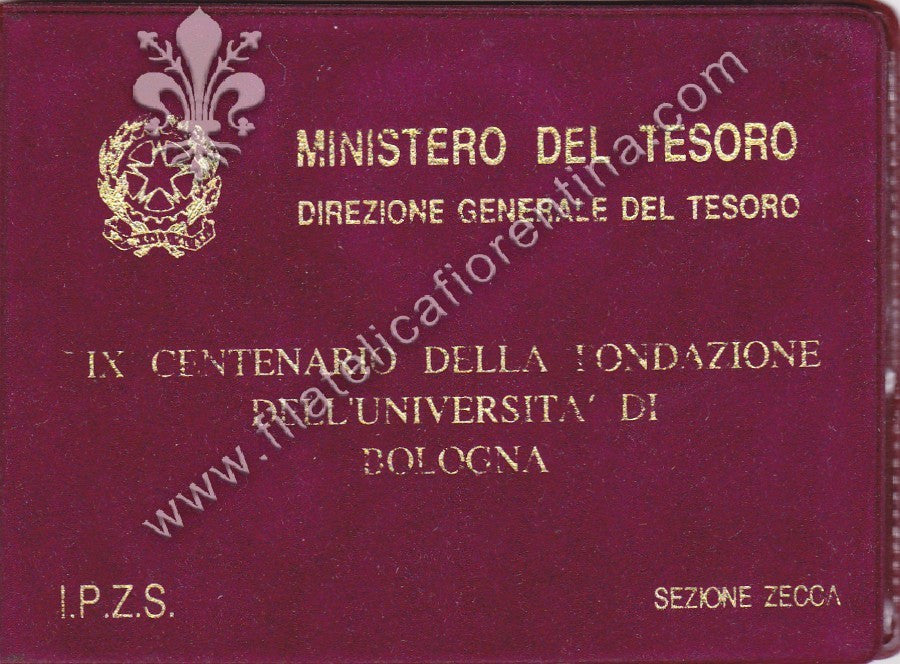 MINISTERO DEL TESORO
DIREZIONE GENERALE DEL TESORO
IX CENTENARIO DELLA FONDAZIONE
DELL'UNIVERSITA' DI
BOLOGNA
I.P.Z.S.
SEZIONE ZECCA
www.filatelicafiorentina.com